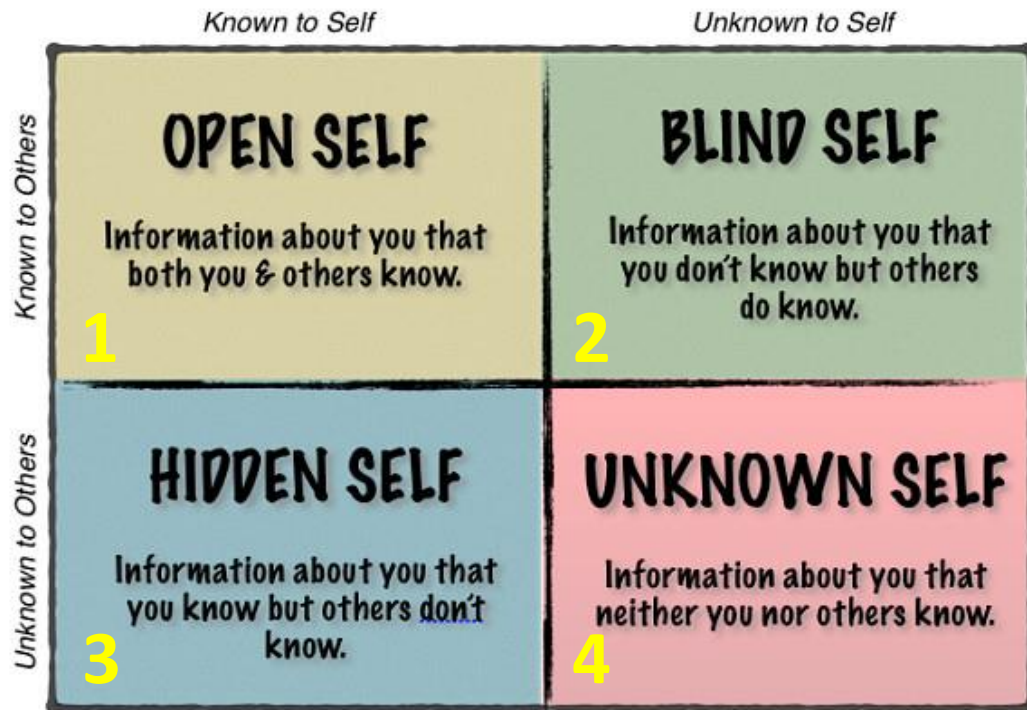 Known to Self
Unknown to Self
Known to Others
OPEN SELF
Information about you that
both you & others know.
1
BLIND SELF
Information about you that
you don't know but others
do know.
2
Unknown to Others
HIDDEN SELF
Information about you that
you know but others don't
know.
3
UNKNOWN SELF
Information about you that
neither you nor others know.
4